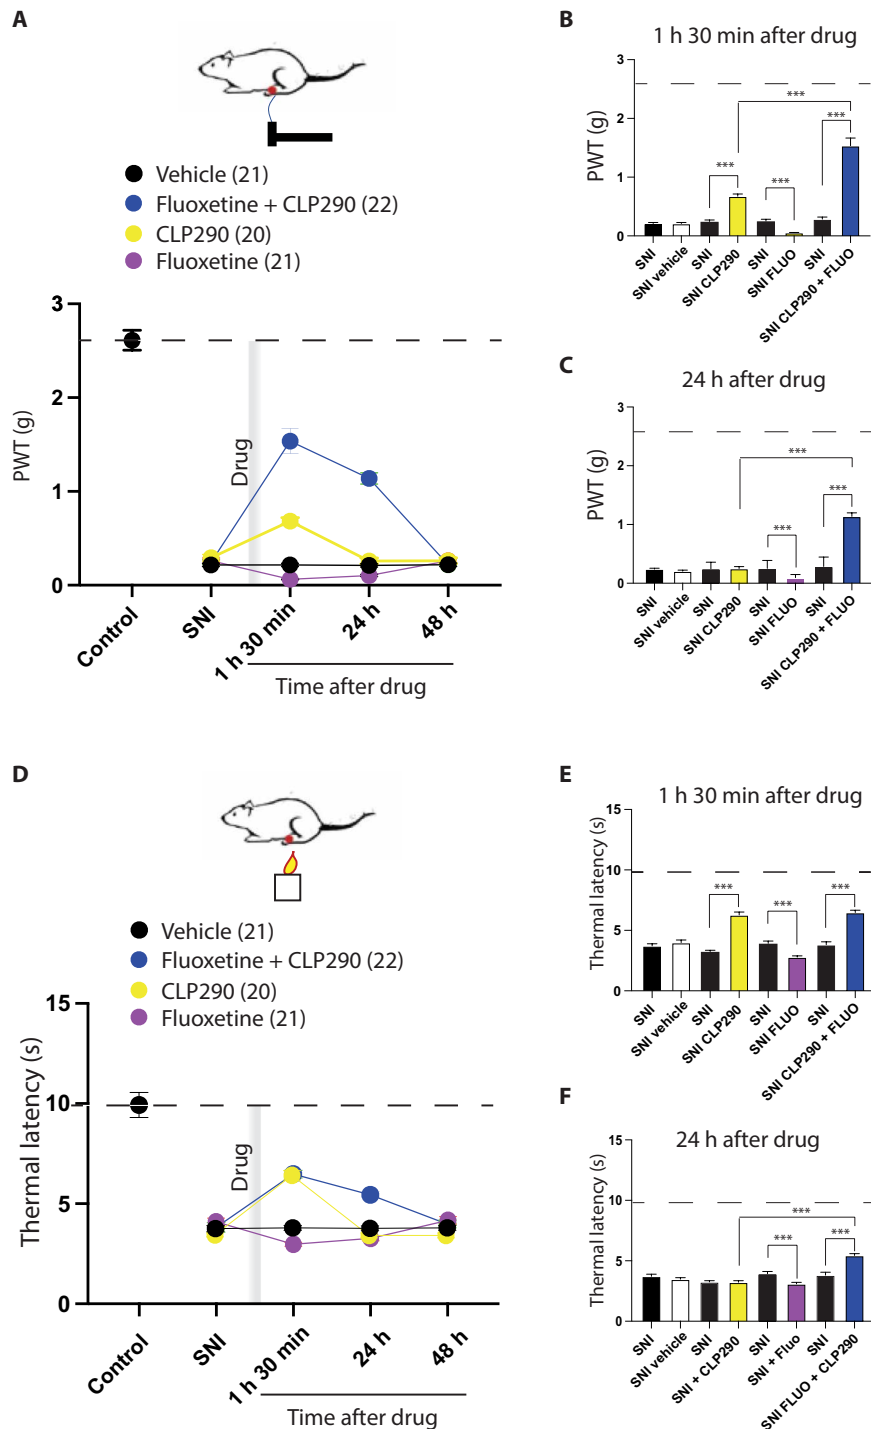 A
Vehicle (21)
Fluoxetine + CLP290 (22)
CLP290 (20)
Fluoxetine (21)
3
2
1
0
PWT (g)
Drug
Control
SNI
1 h 30 min
24 h
48 h
Time after drug
B
1 h 30 min after drug
3
2
1
0
PWT (g)
***
***
***
***
SNI
SNI vehicle
SNI
SNI CLP290
SNI
SNI FLUO
SNI
SNI CLP290 + FLUO
C
24 h after drug
3
2
1
0
PWT (g)
***
***
***
SNI
SNI vehicle
SNI
SNI CLP290
SNI
SNI FLUO
SNI
SNI CLP290 + FLUO
D
Vehicle (21)
Fluoxetine + CLP290 (22)
CLP290 (20)
Fluoxetine (21)
15
10
5
0
Thermal latency (s)
Drug
Control
SNI
1 h 30 min
24 h
48 h
Time after drug
E
1 h 30 min after drug
15
10
5
0
Thermal latency (s)
***
***
***
SNI
SNI vehicle
SNI
SNI CLP290
SNI
SNI FLUO
SNI
SNI CLP290 + FLUO
F
24 h after drug
15
10
5
0
Thermal latency (s)
***
***
***
SNI
SNI vehicle
SNI
SNI + CLP290
SNI
SNI + Fluo
SNI
SNI FLUO + CLP290